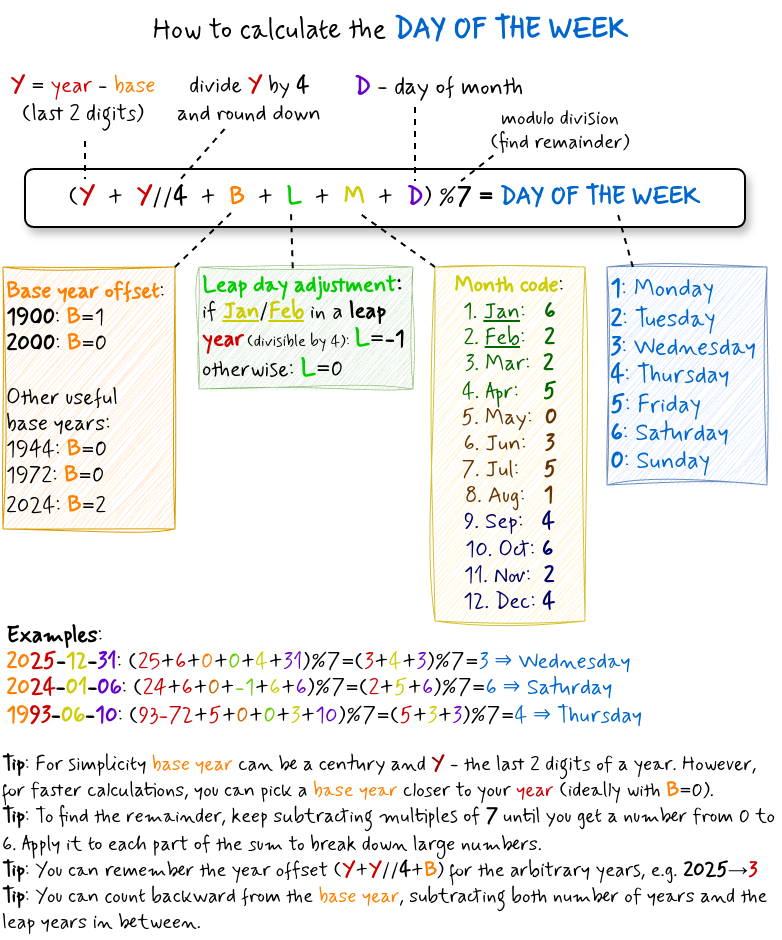 How to calculate the DAY OF THE WEEK
Y = year - base
(last 2 digits)
divide Y by 4
and round down
D - day of month
modulo division
(find remainder)
(Y + Y//4 + B + L + M + D) %7 = DAY OF THE WEEK
Base year offset:
1900: B=1
2000: B=0
Other useful
base years:
1944: B=0
1972: B=0
2024: B=2
Leap day adjustment:
if Jan/Feb in a leap
year (divisible by 4): L=-1
otherwise: L=0
Month code:
1. Jan: 6
2. Feb: 2
3. Mar: 2
4. Apr: 5
5. May: 0
6. Jun: 3
7. Jul: 5
8. Aug: 1
9. Sep: 4
10. Oct: 6
11. Nov: 2
12. Dec: 4
1: Monday
2: Tuesday
3: Wednesday
4: Thursday
5: Friday
6: Saturday
0: Sunday
Examples:
2025-12-31: (25+6+0+0+4+31)%7=(3+4+3)%7=3 ⇒ Wednesday
2024-01-06: (24+6+0+-1+6+6)%7=(2+5+6)%7=6 ⇒ Saturday
1993-06-10: (93-72+5+0+0+3+10)%7=(5+3+3)%7=4 ⇒ Thursday
Tip: For simplicity base year can be a century and Y - the last 2 digits of a year. However,
for faster calculations, you can pick a base year closer to your year (ideally with B=0).
Tip: To find the remainder, keep subtracting multiples of 7 until you get a number from 0 to
6. Apply it to each part of the sum to break down large numbers.
Tip: You can remember the year offset (Y+Y//4+B) for the arbitrary years, e.g. 2025→3
Tip: You can count backward from the base year, subtracting both number of years and the
leap years in between.